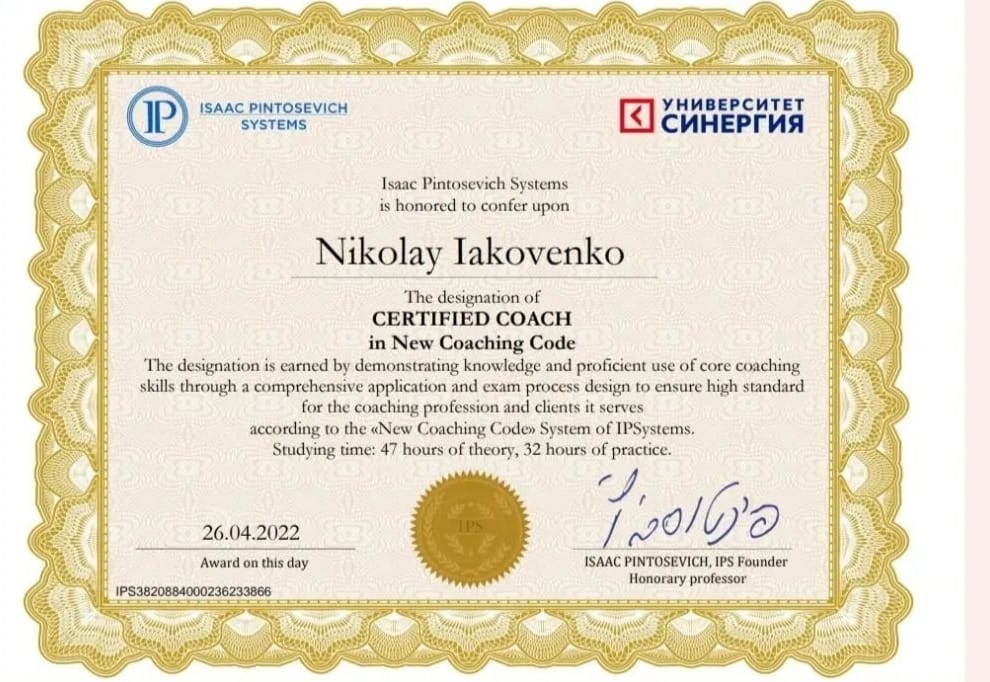 IP
ISAAC PINTOSEVICH
SYSTEMS
УНИВЕРСИТЕТ
СИНЕРГИЯ
Isaac Pintosevich Systems
is honored to confer upon
Nikolay Iakovenko
The designation of
CERTIFIED COACH
in New Coaching Code
The designation is earned by demonstrating knowledge and proficient use of core coaching
skills through a comprehensive application and exam process design to ensure high standard
for the coaching profession and clients it serves
according to the «New Coaching Code» System of IPSystems.
Studying time: 47 hours of theory, 32 hours of practice.
IPS
26.04.2022
Award on this day
ISAAC PINTOSEVICH, IPS Founder
Honorary professor
IPS3820884000236233866